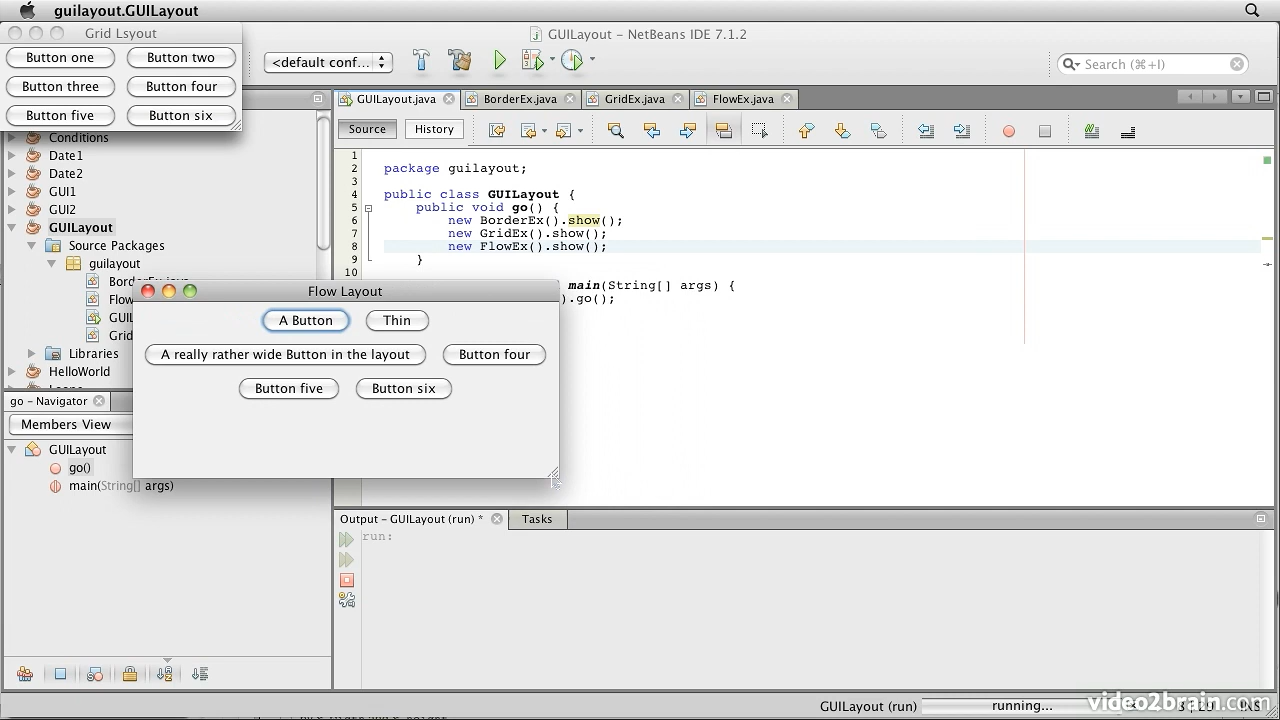 guilayout.GUILayout
Grid Lsyout
GUILayout – NetBeans IDE 7.1.2
Button one
Button two
Button three
Button four
Button five
Button six
<default conf...
Search (⌘+I)
GUILayout.java
BorderEx.java
GridEx.java
FlowEx.java
Source
History
Conditions
Date1
Date2
GUI1
GUI2
GUILayout
Source Packages
guilayout
Flow
GUIL
Grid
Libraries
HelloWorld
1
2 package guilayout;
3
4 public class GUILayout {
5 public void go() {
6 new BorderEx().show();
7 new GridEx().show();
8 new FlowEx().show();
9 }
10
main(String[] args) {
).go();
Flow Layout
A Button
Thin
A really rather wide Button in the layout
Button four
Button five
Button six
go – Navigator
Members View
GUILayout
go()
main(String[] args)
Output – GUILayout (run) *
Tasks
run:
GUILayout (run)
running...
INS
video2brain.com